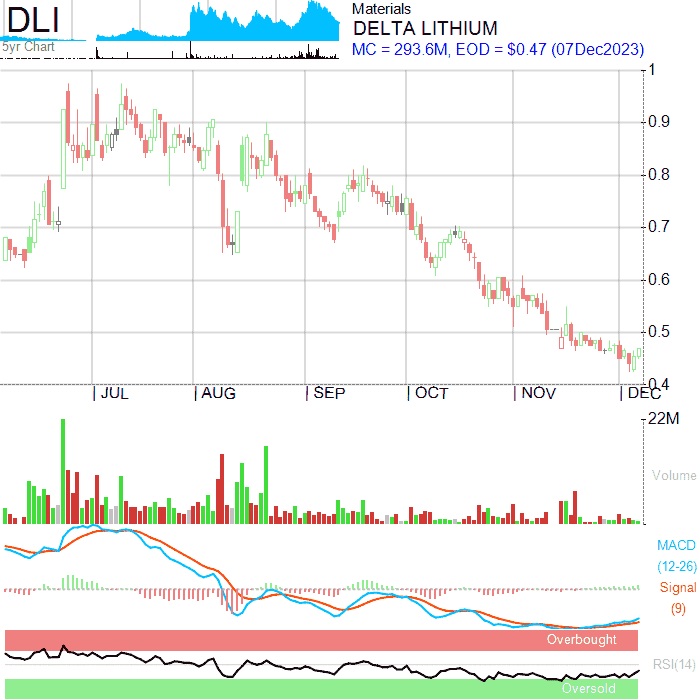 DLI
5yr Chart
Materials
DELTA LITHIUM
MC = 293.6M, EOD = $0.47 (07Dec2023)
1
0.9
0.8
0.7
0.6
0.5
0.4
JUL
AUG
SEP
OCT
NOV
DEC
22M
Volume
MACD
(12-26)
Signal
(9)
Overbought
RSI(14)
Oversold